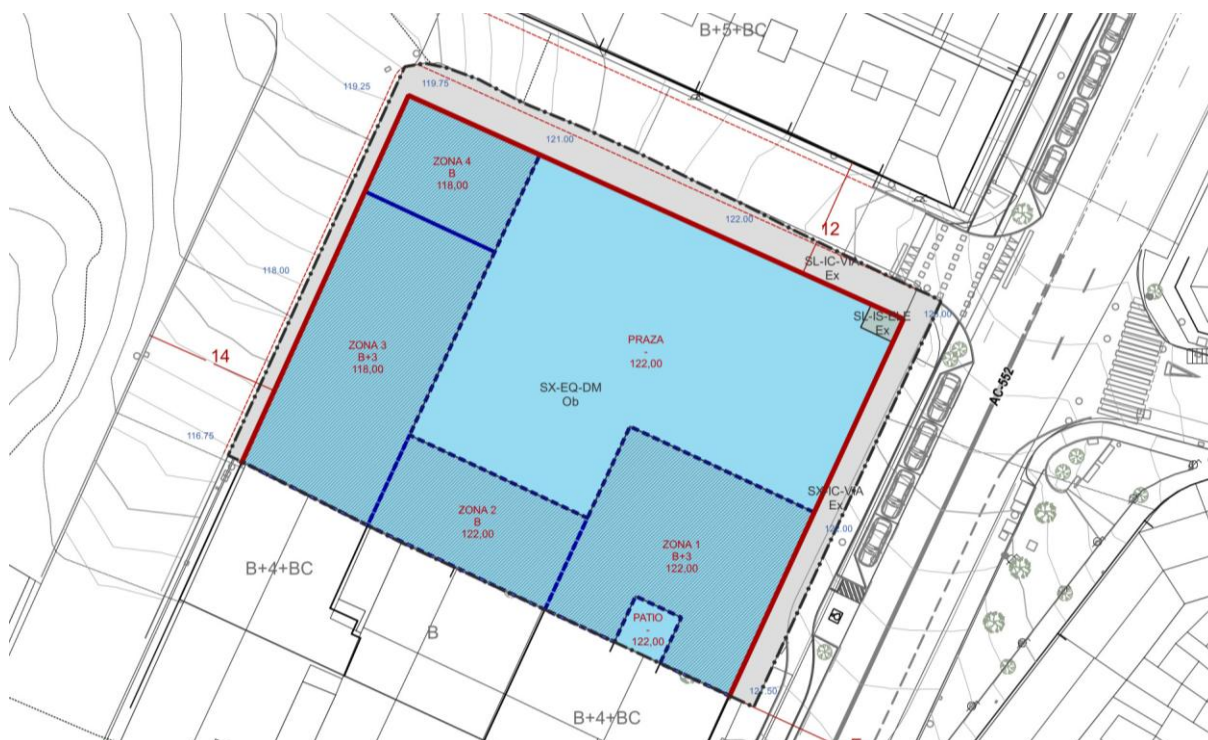 B+5+BC
119.25
119.75
121.00
ZONA 4
B
118,00
122.00
12
SL-IC-VIA
Ex
118,00
SL-IS-ELE
Ex
PRAZA
-
122,00
14
ZONA 3
B+3
118,00
SX-EQ-DM
Ob
AC-552
116.75
SX-IC-VIA
Ex
ZONA 2
B
122,00
ZONA 1
B+3
122,00
B+4+BC
B
PATIO
-
122,00
B+4+BC